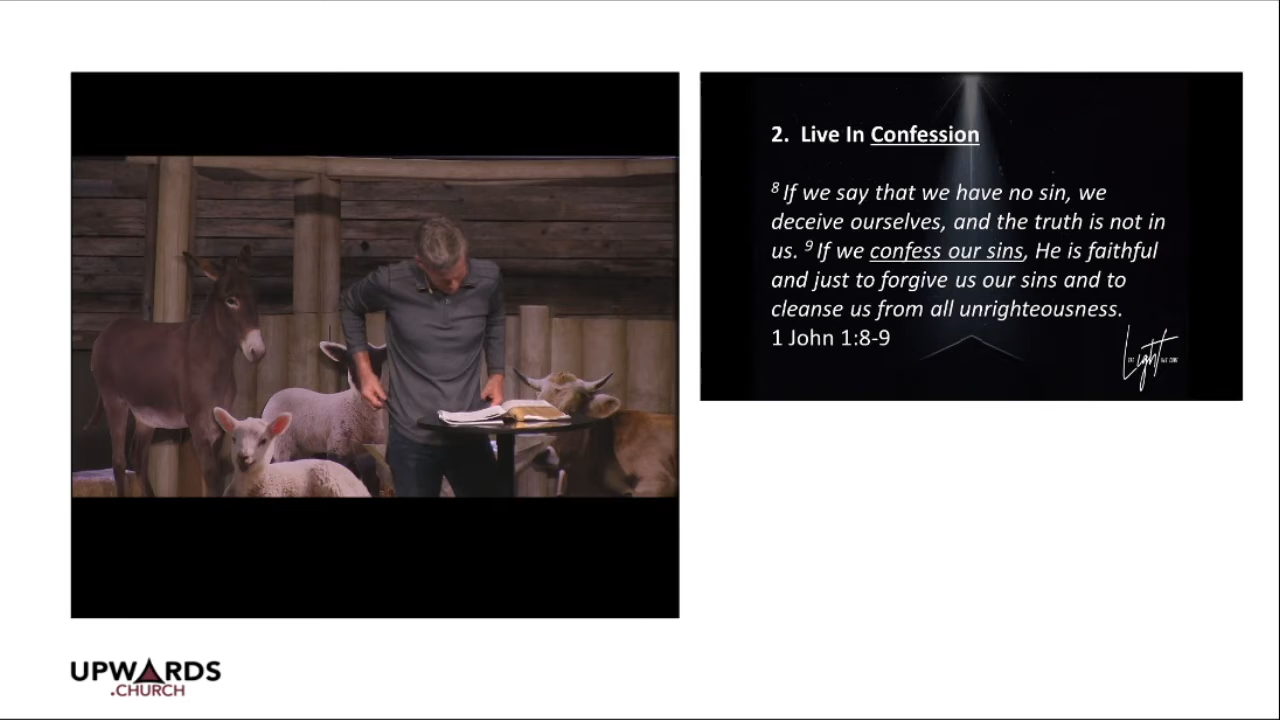 2. Live In Confession
8 If we say that we have no sin, we
deceive ourselves, and the truth is not in
us. 9 If we confess our sins, He is faithful
and just to forgive us our sins and to
cleanse us from all unrighteousness.
1 John 1:8-9
Light
UPWARDS
.CHURCH